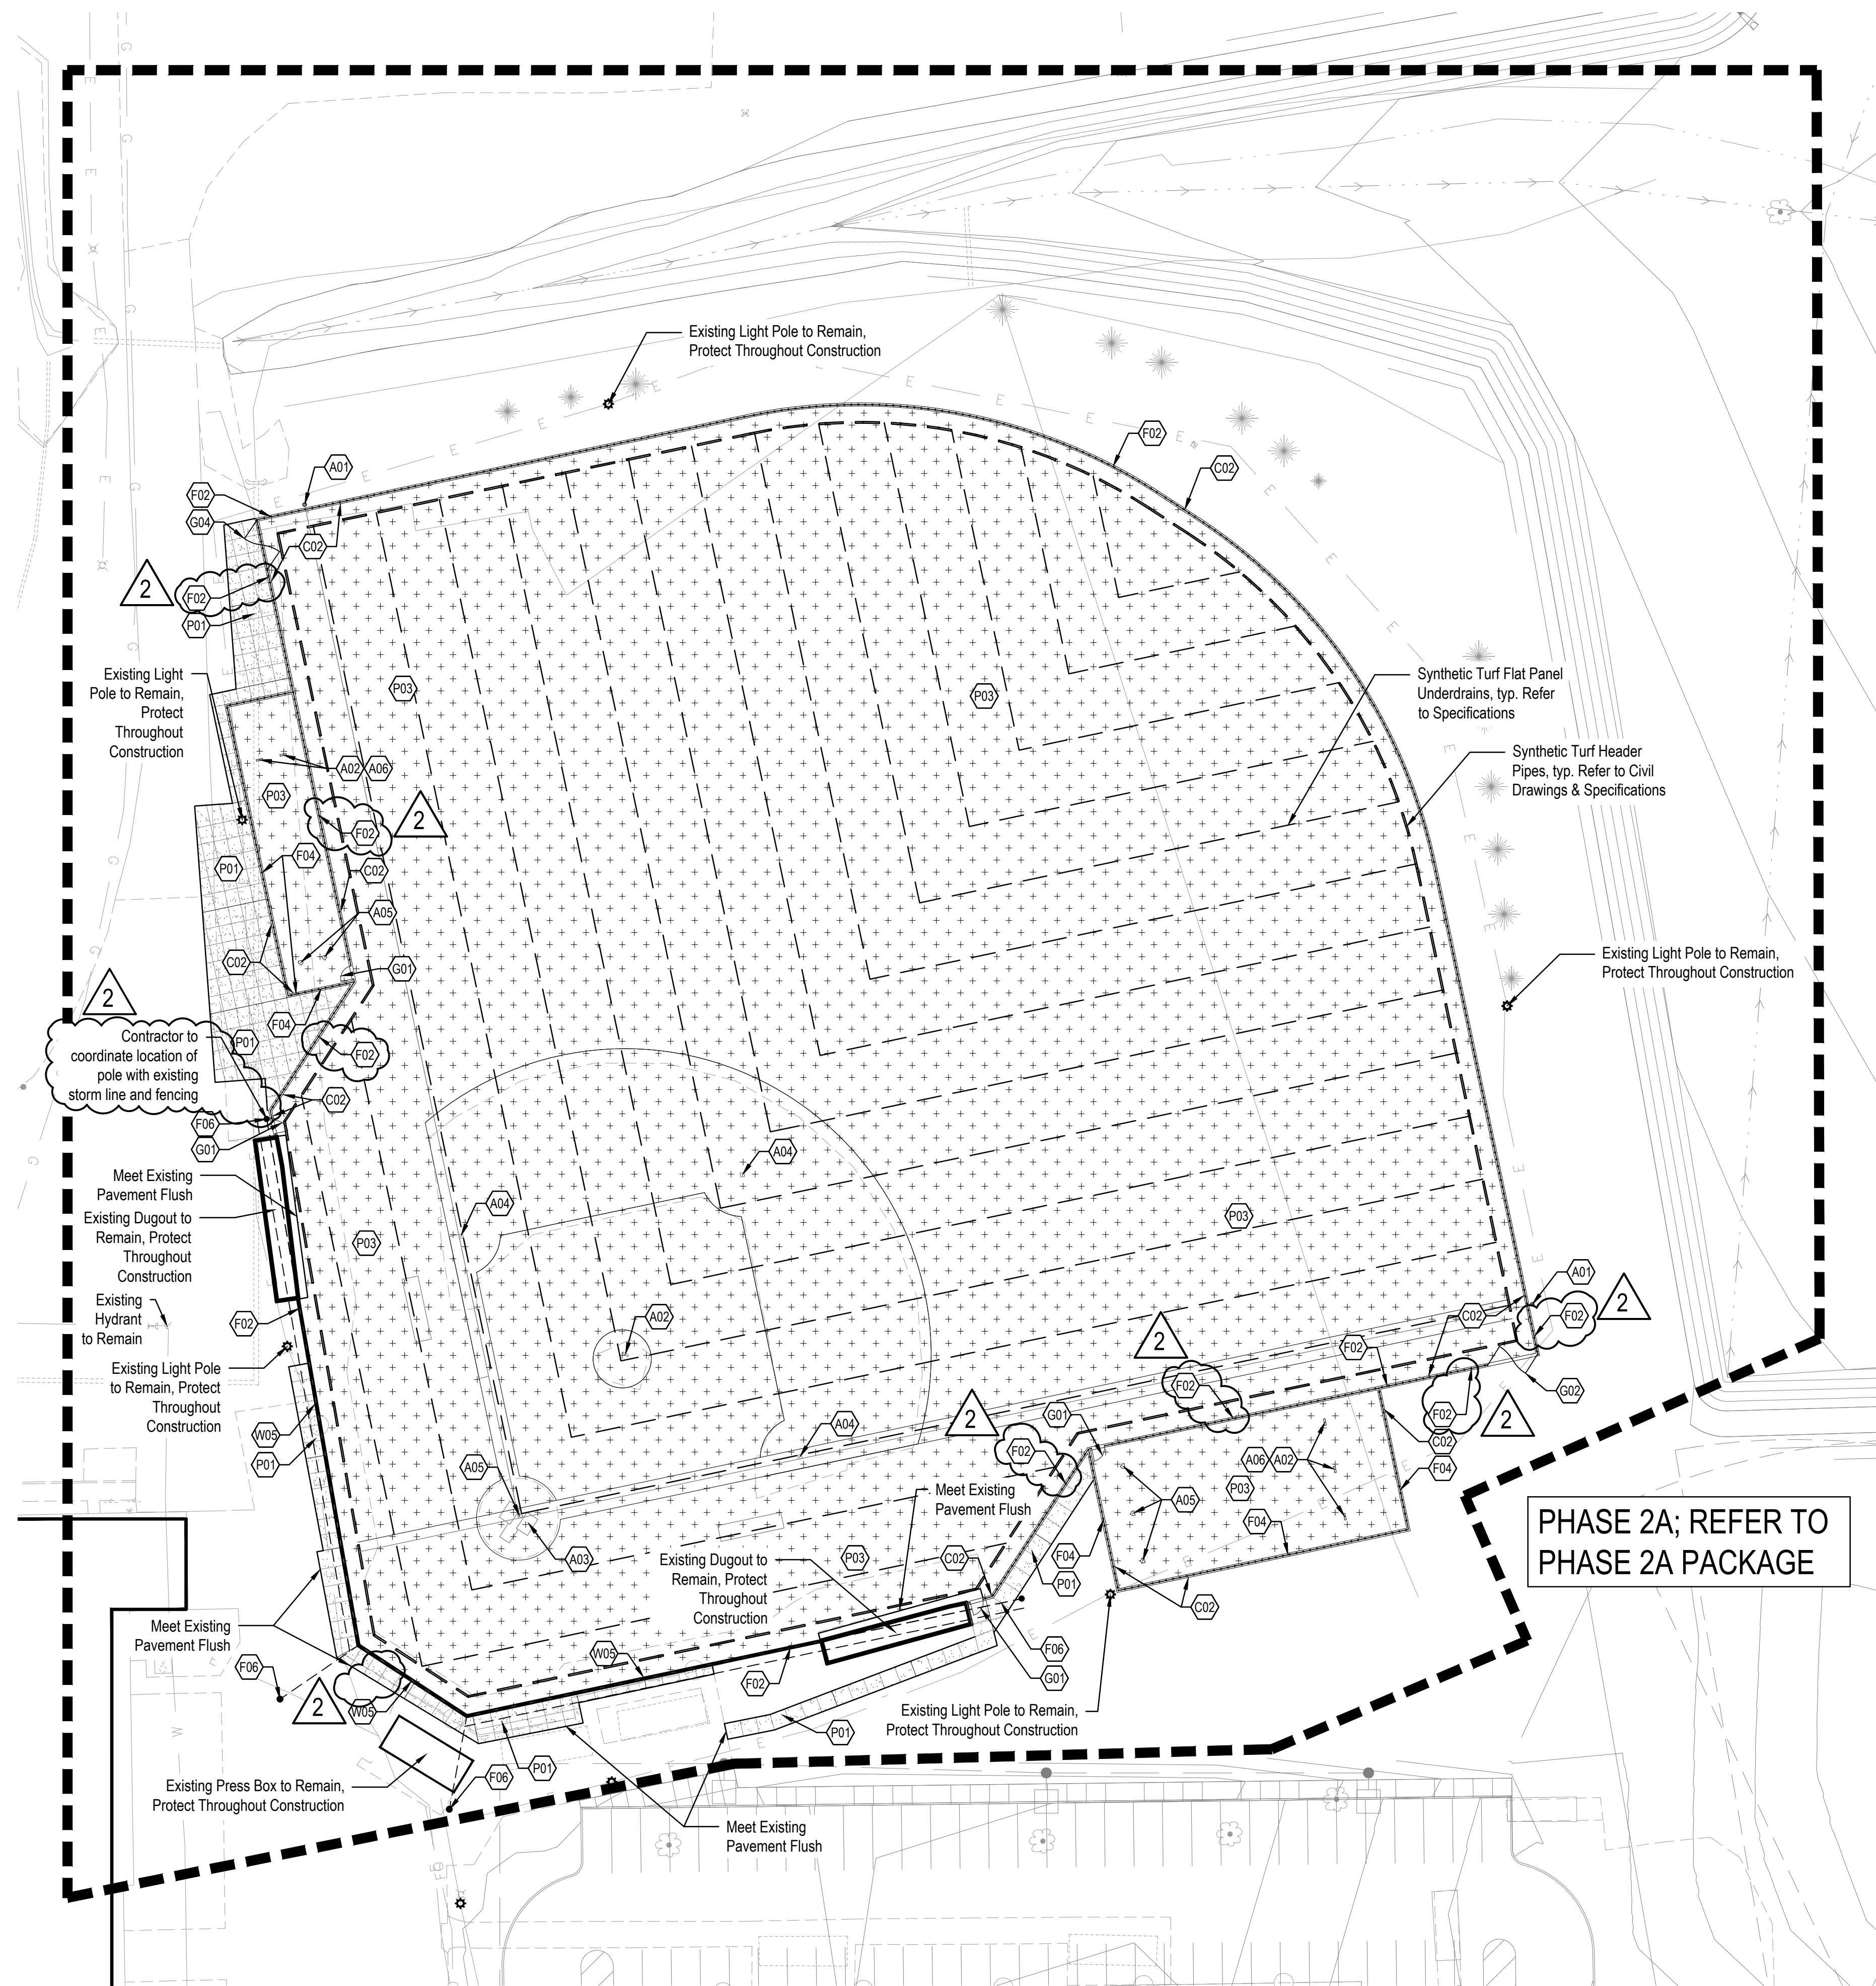 Existing Light Pole to Remain,
Protect Throughout Construction
F02
C02
A01
F02
G04
C02
2
F02
P01
P03
P03
Existing Light
Pole to Remain,
Protect
Throughout
Construction
Synthetic Turf Flat Panel
Underdrains, typ. Refer
to Specifications
Synthetic Turf Header
Pipes, typ. Refer to Civil
Drawings & Specifications
A02
A06
P03
2
F02
F04
P01
C02
A05
C02
G01
Existing Light Pole to Remain,
Protect Throughout Construction
2
F04
F02
Contractor to
coordinate location of
pole with existing
storm line and fencing
P01
C02
F06
G01
A04
Meet Existing
Pavement Flush
A04
Existing Dugout to
Remain, Protect
Throughout
Construction
P03
P03
Existing
Hydrant
to Remain
F02
A02
A01
C02
F02
2
2
F02
Existing Light Pole
to Remain, Protect
Throughout
Construction
F02
G02
2
G01
A04
F02
2
W05
C02
P01
F02
A05
A06
A02
F04
P03
Meet Existing
Pavement Flush
A05
F04
PHASE 2A; REFER TO
PHASE 2A PACKAGE
A03
Existing Dugout to
Remain, Protect
Throughout
Construction
P03
C02
F04
P01
C02
Meet Existing
Pavement Flush
W05
F06
F06
G01
F02
2
W05
Existing Light Pole to Remain,
Protect Throughout Construction
P01
P01
F06
Existing Press Box to Remain,
Protect Throughout Construction
Meet Existing
Pavement Flush